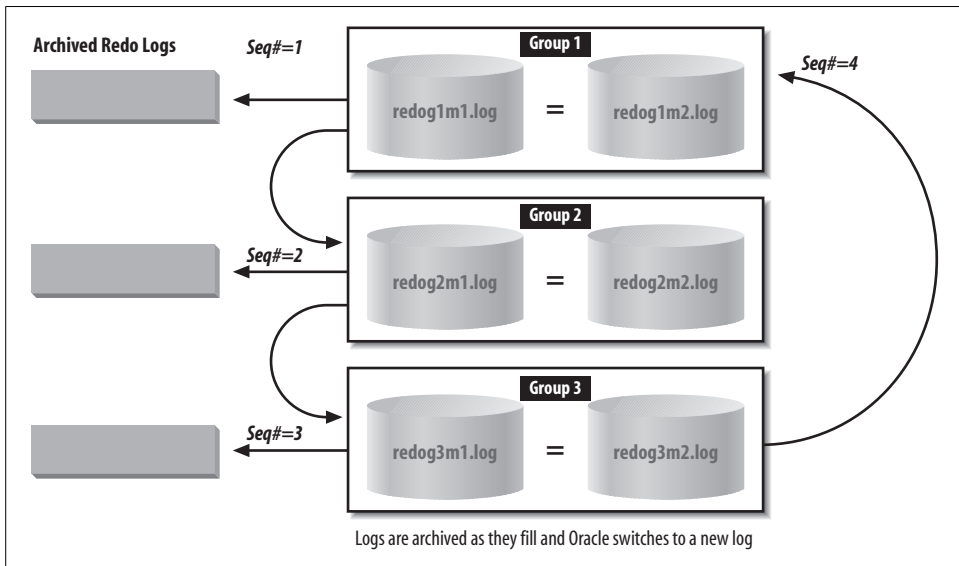 Archived Redo Logs
Seq#=1
Group 1
Seq#=4
redog1m1.log
=
redog1m2.log
Group 2
Seq#=2
redog2m1.log
=
redog2m2.log
Group 3
Seq#=3
redog3m1.log
=
redog3m2.log
Logs are archived as they fill and Oracle switches to a new log